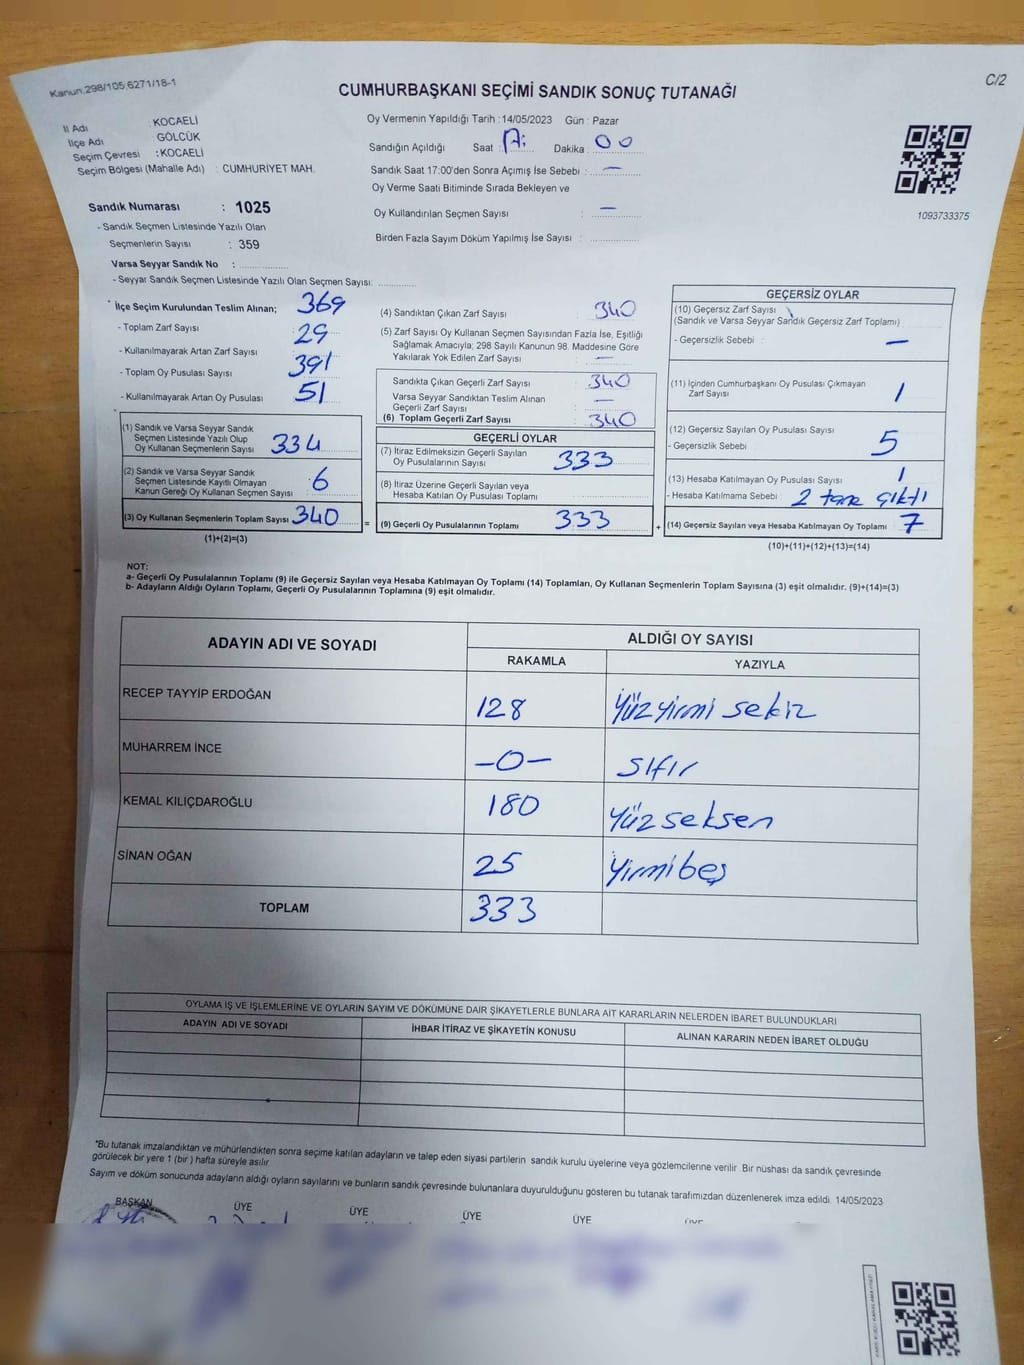 Kanun.298/105,6271/18-1
C/2
CUMHURBAŞKANI SEÇİMİ SANDIK SONUÇ TUTANAĞI
İl Adı : KOCAELİ
İlçe Adı GÖLCÜK
Seçim Çevresi : KOCAELİ
Seçim Bölgesi (Mahalle Adı) : CUMHURİYET MAH.
Sandık Numarası : 1025
- Sandık Seçmen Listesinde Yazılı Olan
Seçmenlerin Sayısı : 359
Varsa Seyyar Sandık No :
- Seyyar Sandık Seçmen Listesinde Yazılı Olan Seçmen Sayısı:
Oy Vermenin Yapıldığı Tarih :14/05/2023 Gün : Pazar
Sandığın Açıldığı Saat : Dakika : 00
Sandık Saat 17:00'den Sonra Açımış İse Sebebi : —
Oy Verme Saati Bitiminde Sırada Bekleyen ve
Oy Kullandırılan Seçmen Sayısı : —
Birden Fazla Sayım Döküm Yapılmış İse Sayısı :
1093733375
İlçe Seçim Kurulundan Teslim Alınan; 369
- Toplam Zarf Sayısı 29
- Kullanılmayarak Artan Zarf Sayısı 391
- Toplam Oy Pusulası Sayısı 51
- Kullanılmayarak Artan Oy Pusulası
(1) Sandık ve Varsa Seyyar Sandık
Seçmen Listesinde Yazılı Olup
Oy Kullanan Seçmenlerin Sayısı 334
(2) Sandık ve Varsa Seyyar Sandık
Seçmen Listesinde Kayıtlı Olmayan
Kanun Gereği Oy Kullanan Seçmen Sayısı 6
(3) Oy Kullanan Seçmenlerin Toplam Sayısı 340
(1)+(2)=(3)
(4) Sandıktan Çıkan Zarf Sayısı 340
(5) Zarf Sayısı Oy Kullanan Seçmen Sayısından Fazla İse, Eşitliği
Sağlamak Amacıyla; 298 Sayılı Kanunun 98. Maddesine Göre
Yakılarak Yok Edilen Zarf Sayısı : —
Sandıkta Çıkan Geçerli Zarf Sayısı : 340
Varsa Seyyar Sandıktan Teslim Alınan
Geçerli Zarf Sayısı : —
(6) Toplam Geçerli Zarf Sayısı : 340
GEÇERLİ OYLAR
(7) İtiraz Edilmeksizin Geçerli Sayılan
Oy Pusulalarının Sayısı 333
(8) İtiraz Üzerine Geçerli Sayılan veya
Hesaba Katılan Oy Pusulası Toplamı
= (9) Geçerli Oy Pusulalarının Toplamı 333 +
GEÇERSİZ OYLAR
(10) Geçersiz Zarf Sayısı
(Sandık ve Varsa Seyyar Sandık Geçersiz Zarf Toplamı)
- Geçersizlik Sebebi : —
(11) İçinden Cumhurbaşkanı Oy Pusulası Çıkmayan
Zarf Sayısı 1
(12) Geçersiz Sayılan Oy Pusulası Sayısı
- Geçersizlik Sebebi 5
(13) Hesaba Katılmayan Oy Pusulası Sayısı 1
- Hesaba Katılmama Sebebi : 2 tane çıktı
(14) Geçersiz Sayılan veya Hesaba Katılmayan Oy Toplamı 7
(10)+(11)+(12)+(13)=(14)
NOT:
a- Geçerli Oy Pusulalarının Toplamı (9) ile Geçersiz Sayılan veya Hesaba Katılmayan Oy Toplamı (14) Toplamları, Oy Kullanan Seçmenlerin Toplam Sayısına (3) eşit olmalıdır. (9)+(14)=(3)
b- Adayların Aldığı Oyların Toplamı, Geçerli Oy Pusulalarının Toplamına (9) eşit olmalıdır.
ADAYIN ADI VE SOYADI ALDIĞI OY SAYISI
RAKAMLA YAZIYLA
RECEP TAYYİP ERDOĞAN 128 Yüzyirmi sekiz
MUHARREM İNCE -0- sıfır
KEMAL KILIÇDAROĞLU 180 Yüz seksen
SİNAN OĞAN 25 Yirmibeş
TOPLAM 333
OYLAMA İŞ VE İŞLEMLERİNE VE OYLARIN SAYIM VE DÖKÜMÜNE DAİR ŞİKAYETLERLE BUNLARA AİT KARARLARIN NELERDEN İBARET BULUNDUKLARI
ADAYIN ADI VE SOYADI İHBAR İTİRAZ VE ŞİKAYETİN KONUSU ALINAN KARARIN NEDEN İBARET OLDUĞU
*Bu tutanak imzalandıktan ve mühürlendikten sonra seçime katılan adayların ve talep eden siyasi partilerin sandık kurulu üyelerine veya gözlemcilerine verilir. Bir nüshası da sandık çevresinde
görülecek bir yere 1 (bir ) hafta süreyle asılır
Sayım ve döküm sonucunda adayların aldığı oyların sayılarını ve bunların sandık çevresinde bulunanlara duyurulduğunu gösteren bu tutanak tarafımızdan düzenlenerek imza edildi. 14/05/2023
BAŞKAN ÜYE ÜYE ÜYE ÜYE